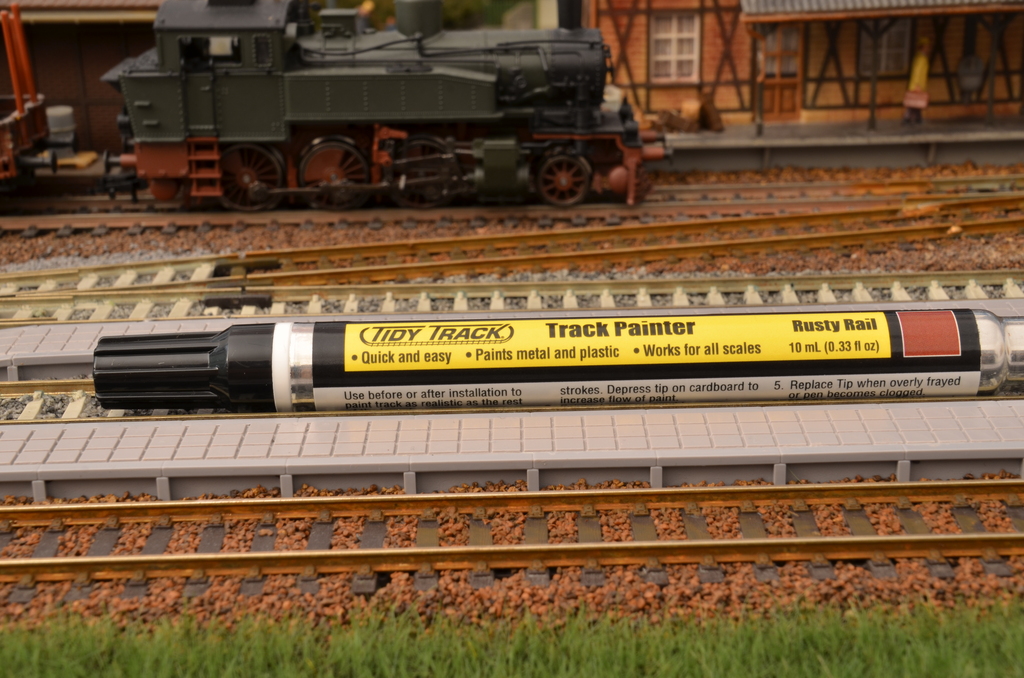 TIDY TRACK
Track Painter
Rusty Rail
• Quick and easy • Paints metal and plastic • Works for all scales
10 mL (0.33 fl oz)
Use before or after installation to
paint track as realistic as the rest
strokes. Depress tip on cardboard to
increase flow of paint.
5. Replace Tip when overly frayed
or pen becomes clogged.